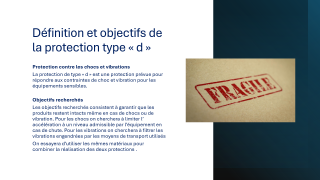 Définition et objectifs de
la protection type « d »
Protection contre les chocs et vibrations
La protection de type « d » est une protection prévue pour
répondre aux contraintes de choc et vibration pour les
équipements sensibles.
Objectifs recherchés
Les objectifs recherchés consistent à garantir que les
produits restent intacts même en cas de chocs ou de
vibration. Pour les chocs on cherchera à limiter l'
accélération à un niveau admissible par l'équipement en
cas de chute. Pour les vibrations on cherchera à filtrer les
vibrations engendrées par les moyens de transport utilisés
On essayera d'utiliser les mêmes matériaux pour
combiner la réalisation des deux protections .
FRAGILE